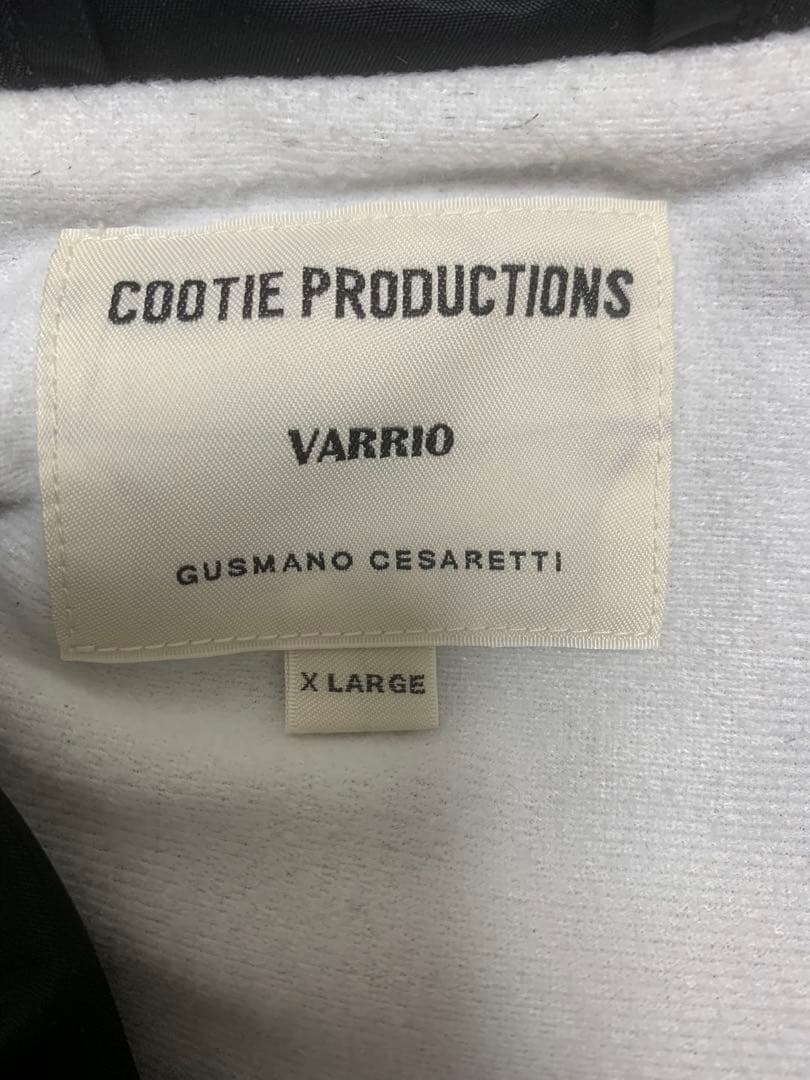 COOTIE PRODUCTIONS
VARRIO
GUSMANO CESARETTI
X LARGE